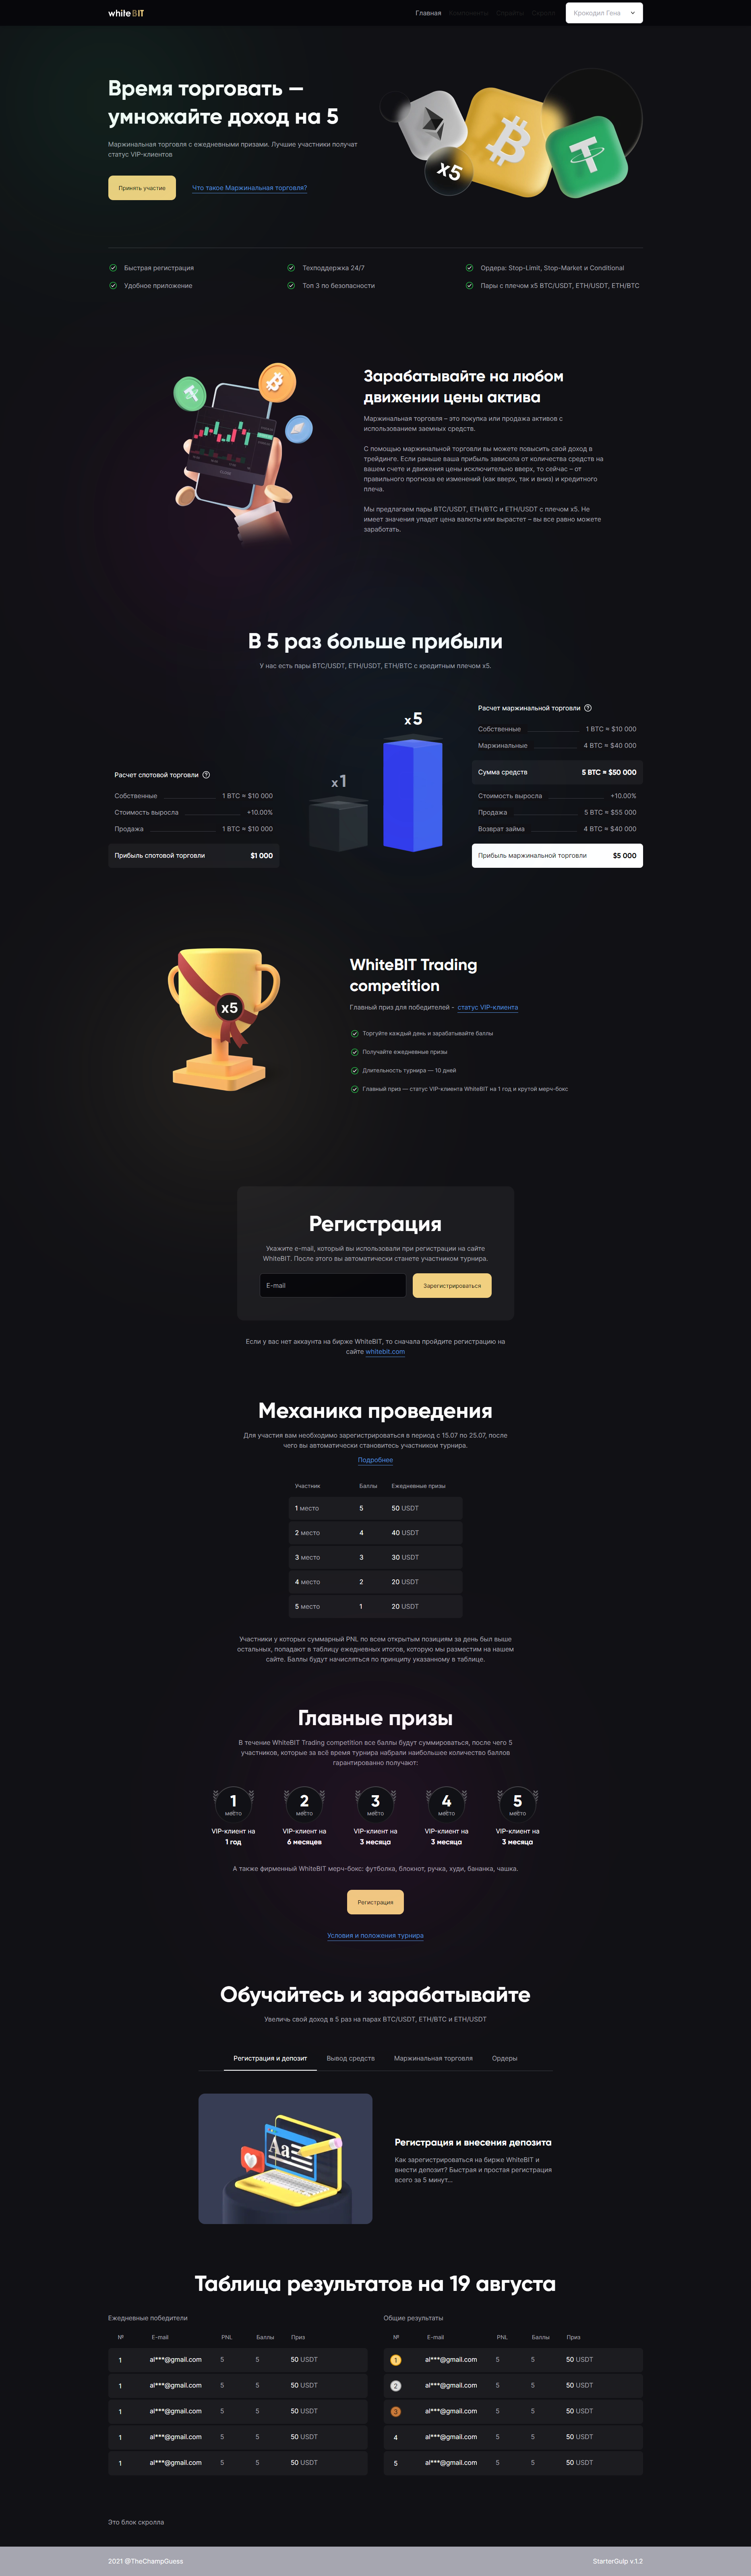 whiteBIT
Главная Компоненты Слайдеры Скролл Крокодил Гена
Время торговать —
умножайте доход на 5
Маржинальная торговля с ежедневными призами. Лучшие участники получат
статус VIP-клиентов
Принять участие Что такое Маржинальная торговля?
x5
Быстрая регистрация Техподдержка 24/7 Ордера: Stop-Limit, Stop-Market и Conditional
Удобное приложение Топ 3 по безопасности Пары с плечом x5 BTC/USDT, ETH/USDT, ETH/BTC
Зарабатывайте на любом
движении цены актива
Маржинальная торговля – это покупка или продажа активов с
использованием заемных средств.
С помощью маржинальной торговли вы можете повысить свой доход в
трейдинге. Если раньше ваша прибыль зависела от количества средств на
вашем счете и движения цены исключительно вверх, то сейчас – от
правильного прогноза ее изменений (как вверх, так и вниз) и кредитного
плеча.
Мы предлагаем пары BTC/USDT, ETH/BTC и ETH/USDT с плечом x5. Не
имеет значения упадет цена валюты или вырастет – вы все равно можете
заработать.
В 5 раз больше прибыли
У нас есть пары BTC/USDT, ETH/USDT, ETH/BTC с кредитным плечом x5.
Расчет спотовой торговли
Собственные 1 BTC = $10 000
Стоимость выросла +10.00%
Продажа 1 BTC = $10 000
Прибыль спотовой торговли $1 000
x1
x5
Расчет маржинальной торговли
Собственные 1 BTC = $10 000
Маржинальные 4 BTC = $40 000
Сумма средств 5 BTC = $50 000
Стоимость выросла +10.00%
Продажа 5 BTC = $55 000
Возврат займа 4 BTC = $40 000
Прибыль маржинальной торговли $5 000
x5
WhiteBIT Trading
competition
Главный приз для победителей – статус VIP-клиента
Торгуйте каждый день и зарабатывайте баллы
Получайте ежедневные призы
Длительность турнира — 10 дней
Главный приз — статус VIP-клиента WhiteBIT на 1 год и крутой мерч-бокс
Регистрация
Укажите e-mail, который вы использовали при регистрации на сайте
WhiteBIT. После этого вы автоматически станете участником турнира.
E-mail Зарегистрироваться
Если у вас нет аккаунта на бирже WhiteBIT, то сначала пройдите регистрацию на
сайте whitebit.com
Механика проведения
Для участия вам необходимо зарегистрироваться в период с 15.07 по 25.07, после
чего вы автоматически становитесь участником турнира.
Подробнее
Участник Баллы Ежедневные призы
1 место 5 50 USDT
2 место 4 40 USDT
3 место 3 30 USDT
4 место 2 20 USDT
5 место 1 20 USDT
Участники у которых суммарный PNL по всем открытым позициям за день был выше
остальных, попадают в таблицу ежедневных итогов, которую мы разместим на нашем
сайте. Баллы будут начисляться по принципу указанному в таблице.
Главные призы
В течение WhiteBIT Trading competition все баллы будут суммироваться, после чего 5
участников, которые за всё время турнира набрали наибольшее количество баллов
гарантированно получают:
1 2 3 4 5
место место место место место
VIP-клиент на VIP-клиент на VIP-клиент на VIP-клиент на VIP-клиент на
1 год 6 месяцев 3 месяца 3 месяца 3 месяца
А также фирменный WhiteBIT мерч-бокс: футболка, блокнот, ручка, худи, бананка, чашка.
Регистрация
Условия и положения турнира
Обучайтесь и зарабатывайте
Увеличь свой доход в 5 раз на парах BTC/USDT, ETH/BTC и ETH/USDT
Регистрация и депозит Вывод средств Маржинальная торговля Ордеры
Aa
Регистрация и внесения депозита
Как зарегистрироваться на бирже WhiteBIT и
внести депозит? Быстрая и простая регистрация
всего за 5 минут...
Таблица результатов на 19 августа
Ежедневные победители
№ E-mail PNL Баллы Приз
1 al***@gmail.com 5 5 50 USDT
1 al***@gmail.com 5 5 50 USDT
1 al***@gmail.com 5 5 50 USDT
1 al***@gmail.com 5 5 50 USDT
1 al***@gmail.com 5 5 50 USDT
Общие результаты
№ E-mail PNL Баллы Приз
1 al***@gmail.com 5 5 50 USDT
2 al***@gmail.com 5 5 50 USDT
3 al***@gmail.com 5 5 50 USDT
4 al***@gmail.com 5 5 50 USDT
5 al***@gmail.com 5 5 50 USDT
Это блок скролла
2021 @TheChampGuess StarterGulp v.1.2